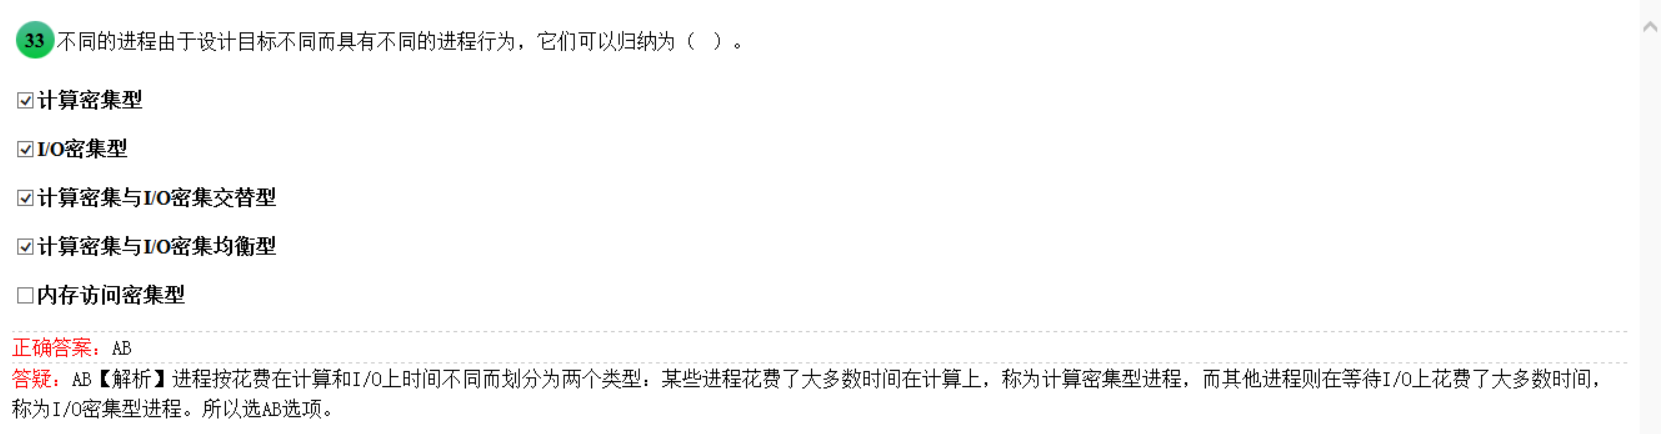 33 不同的进程由于设计目标不同而具有不同的进程行为，它们可以归纳为（ ）。
计算密集型
I/O密集型
计算密集与I/O密集交替型
计算密集与I/O密集均衡型
内存访问密集型
正确答案：AB
答疑：AB【解析】进程按花费在计算和I/O上时间不同而划分为两个类型：某些进程花费了大多数时间在计算上，称为计算密集型进程，而其他进程则在等待I/O上花费了大多数时间，
称为I/O密集型进程。所以选AB选项。